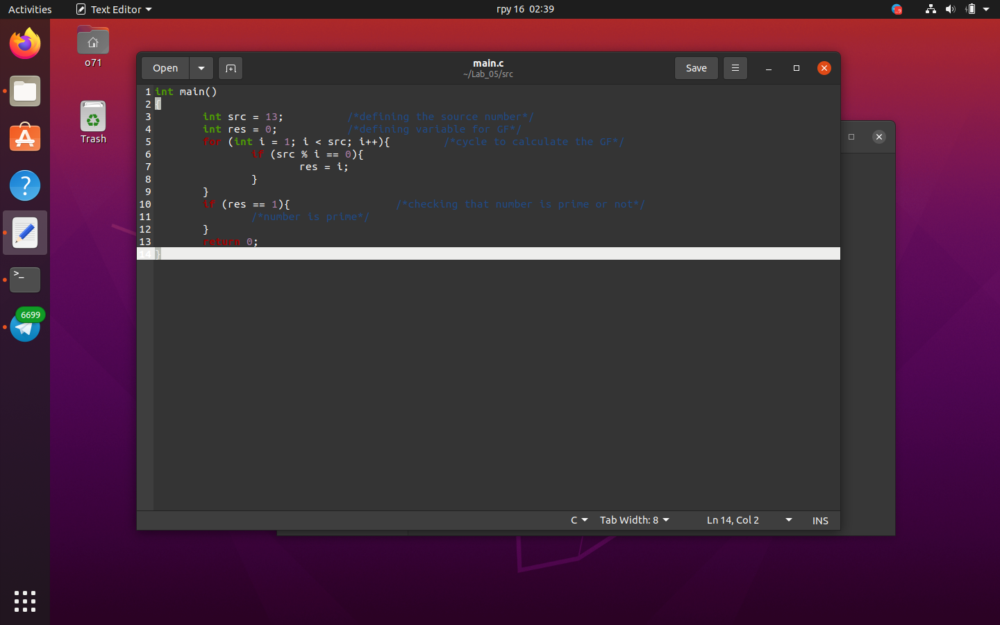 Activities
Text Editor
гру 16 02:39
o71
Trash
6699
Open
main.c
~/Lab_05/src
Save
1 int main()
2 {
3 int src = 13; /*defining the source number*/
4 int res = 0; /*defining variable for GF*/
5 for (int i = 1; i < src; i++){ /*cycle to calculate the GF*/
6 if (src % i == 0){
7 res = i;
8 }
9 }
10 if (res == 1){ /*checking that number is prime or not*/
11 /*number is prime*/
12 }
13 return 0;
14 }
C
Tab Width: 8
Ln 14, Col 2
INS